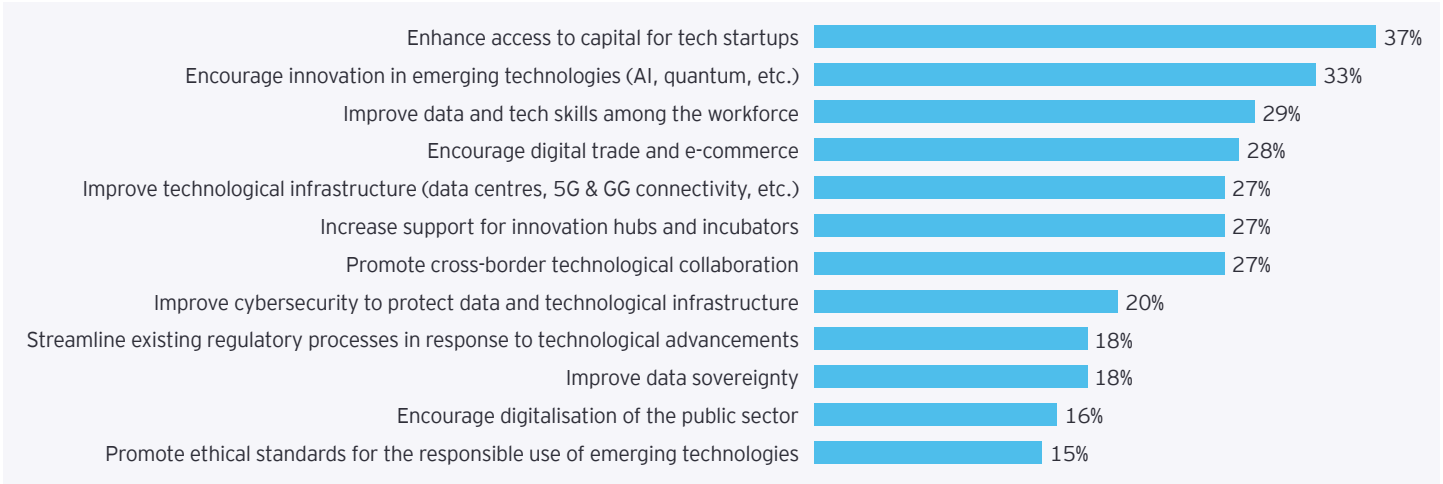 Enhance access to capital for tech startups 37%
Encourage innovation in emerging technologies (AI, quantum, etc.) 33%
Improve data and tech skills among the workforce 29%
Encourage digital trade and e-commerce 28%
Improve technological infrastructure (data centres, 5G & GG connectivity, etc.) 27%
Increase support for innovation hubs and incubators 27%
Promote cross-border technological collaboration 27%
Improve cybersecurity to protect data and technological infrastructure 20%
Streamline existing regulatory processes in response to technological advancements 18%
Improve data sovereignty 18%
Encourage digitalisation of the public sector 16%
Promote ethical standards for the responsible use of emerging technologies 15%